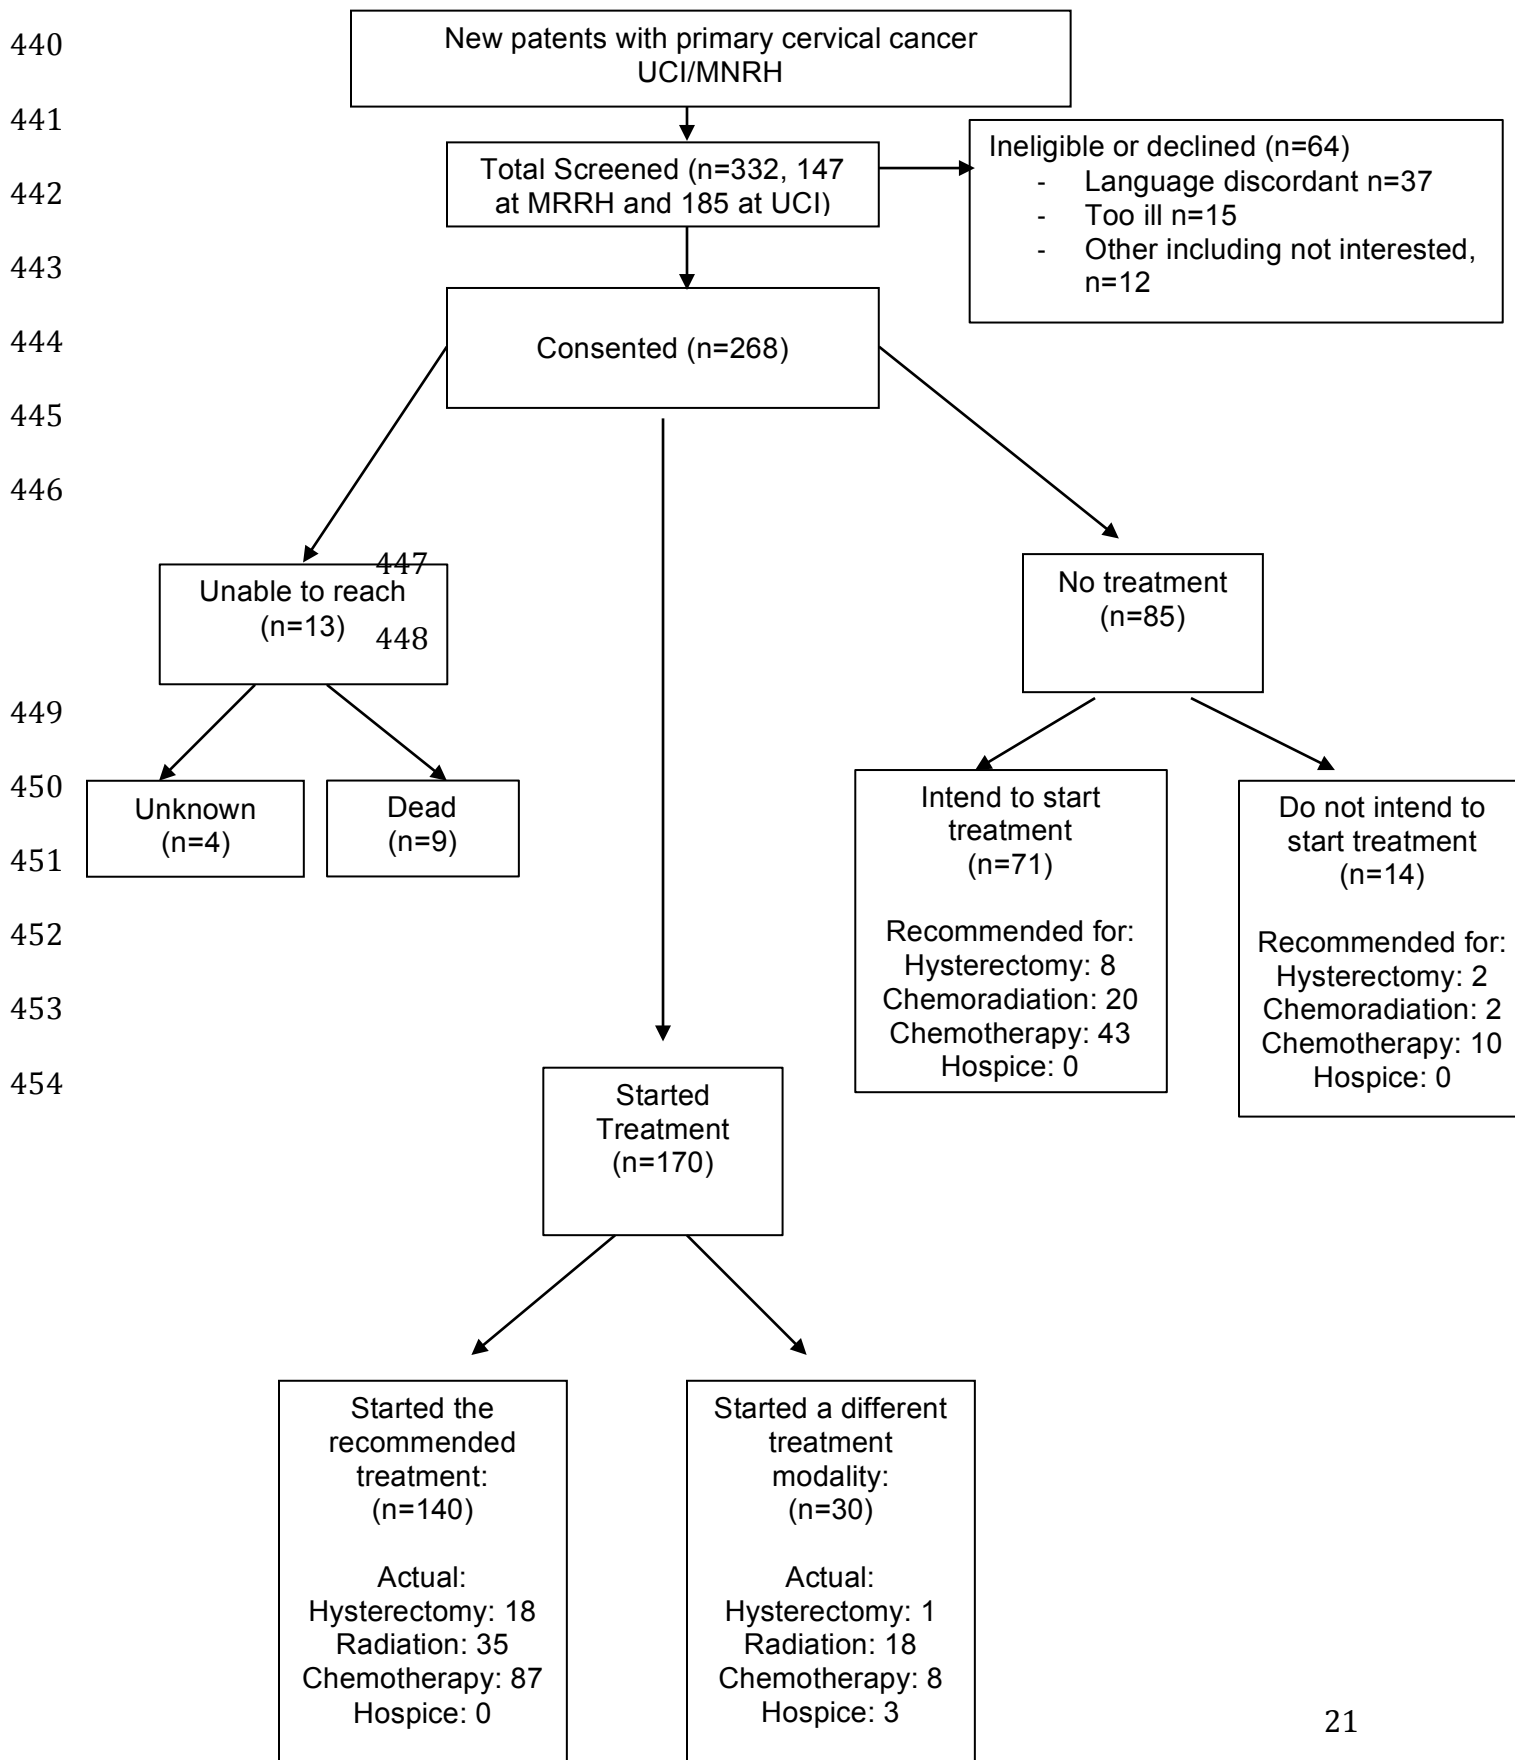 440
New patents with primary cervical cancer
UCI/MNRH
441
Total Screened (n=332, 147
at MRRH and 185 at UCI)
Ineligible or declined (n=64)
- Language discordant n=37
- Too ill n=15
- Other including not interested,
n=12
442
443
444
Consented (n=268)
445
446
447
Unable to reach
(n=13)
448
No treatment
(n=85)
449
450
Unknown
(n=4)
Dead
(n=9)
451
Intend to start
treatment
(n=71)
Recommended for:
Hysterectomy: 8
Chemoradiation: 20
Chemotherapy: 43
Hospice: 0
Do not intend to
start treatment
(n=14)
Recommended for:
Hysterectomy: 2
Chemoradiation: 2
Chemotherapy: 10
Hospice: 0
452
453
454
Started
Treatment
(n=170)
Started the
recommended
treatment:
(n=140)
Actual:
Hysterectomy: 18
Radiation: 35
Chemotherapy: 87
Hospice: 0
Started a different
treatment
modality:
(n=30)
Actual:
Hysterectomy: 1
Radiation: 18
Chemotherapy: 8
Hospice: 3
21